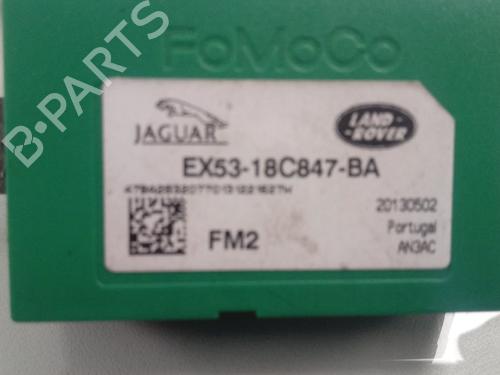 FoMoCo
JAGUAR
LAND-
-ROVER
EX53-18C847-BA
20130502
FM2
Portugal
AN3AC
B-PARTS